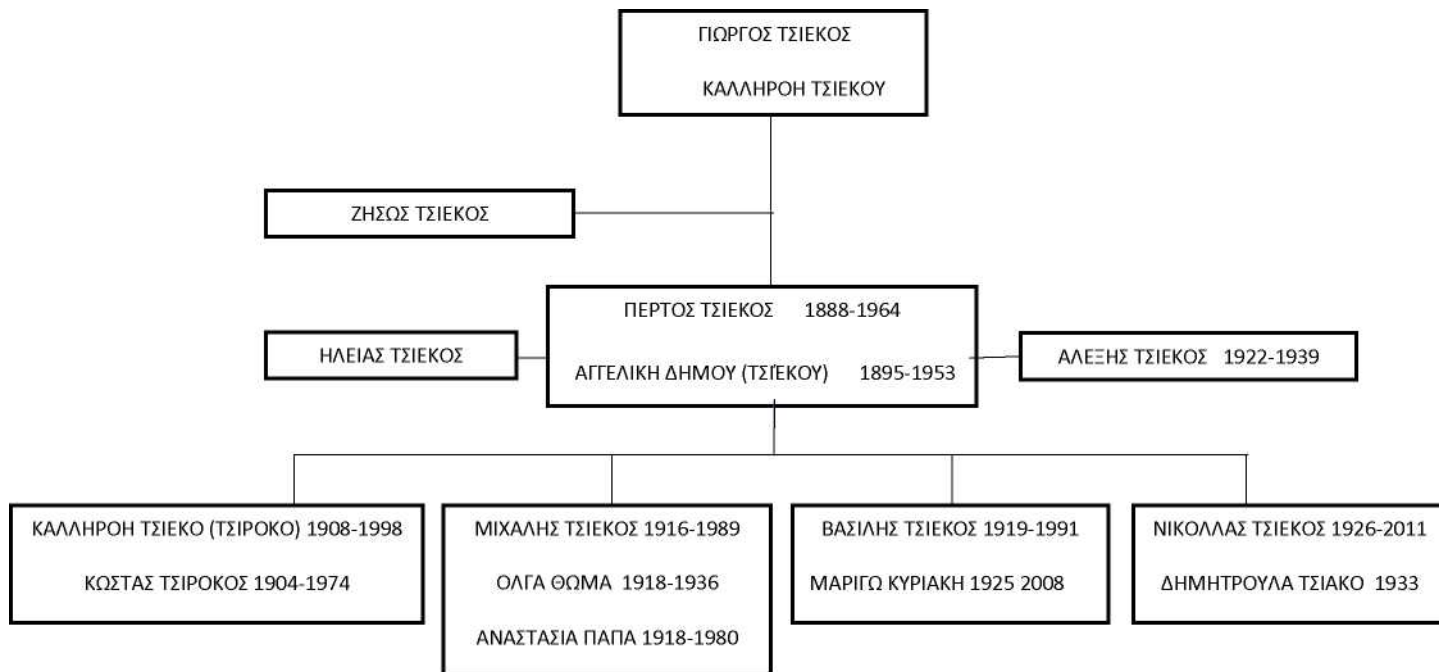 ΓΙΩΡΓΟΣ ΤΣΙΕΚΟΣ
ΚΑΛΛΗΡΟΗ ΤΣΙΕΚΟΥ
ΖΗΣΩΣ ΤΣΙΕΚΟΣ
ΠΕΡΤΟΣ ΤΣΙΕΚΟΣ 1888-1964
ΑΓΓΕΛΙΚΗ ΔΗΜΟΥ (ΤΣΙΈΚΟΥ) 1895-1953
ΗΛΕΙΑΣ ΤΣΙΕΚΟΣ
ΑΛΕΞΗΣ ΤΣΙΕΚΟΣ 1922-1939
ΚΑΛΛΗΡΟΗ ΤΣΙΕΚΟ (ΤΣΙΡΟΚΟ) 1908-1998
ΚΩΣΤΑΣ ΤΣΙΡΟΚΟΣ 1904-1974
ΜΙΧΑΛΗΣ ΤΣΙΕΚΟΣ 1916-1989
ΟΛΓΑ ΘΩΜΑ 1918-1936
ΑΝΑΣΤΑΣΙΑ ΠΑΠΑ 1918-1980
ΒΑΣΙΛΗΣ ΤΣΙΕΚΟΣ 1919-1991
ΜΑΡΙΓΩ ΚΥΡΙΑΚΗ 1925 2008
ΝΙΚΟΛΛΑΣ ΤΣΙΕΚΟΣ 1926-2011
ΔΗΜΗΤΡΟΥΛΑ ΤΣΙΑΚΟ 1933